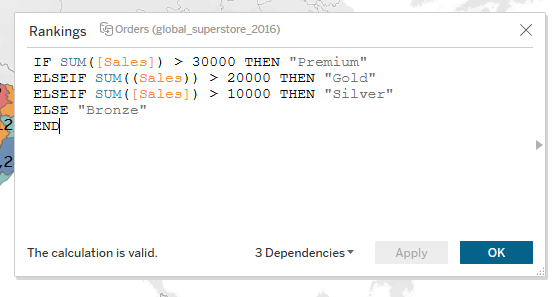 Rankings Orders (global_superstore_2016)
IF SUM([Sales]) > 30000 THEN "Premium"
ELSEIF SUM((Sales)) > 20000 THEN "Gold"
ELSEIF SUM([Sales]) > 10000 THEN "Silver"
ELSE "Bronze"
END
,2
,2
The calculation is valid. 3 Dependencies Apply OK